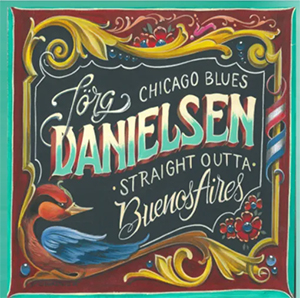 Jörg
CHICAGO BLUES
DANIELSEN
• STRAIGHT OUTTA •
Buenos Aires